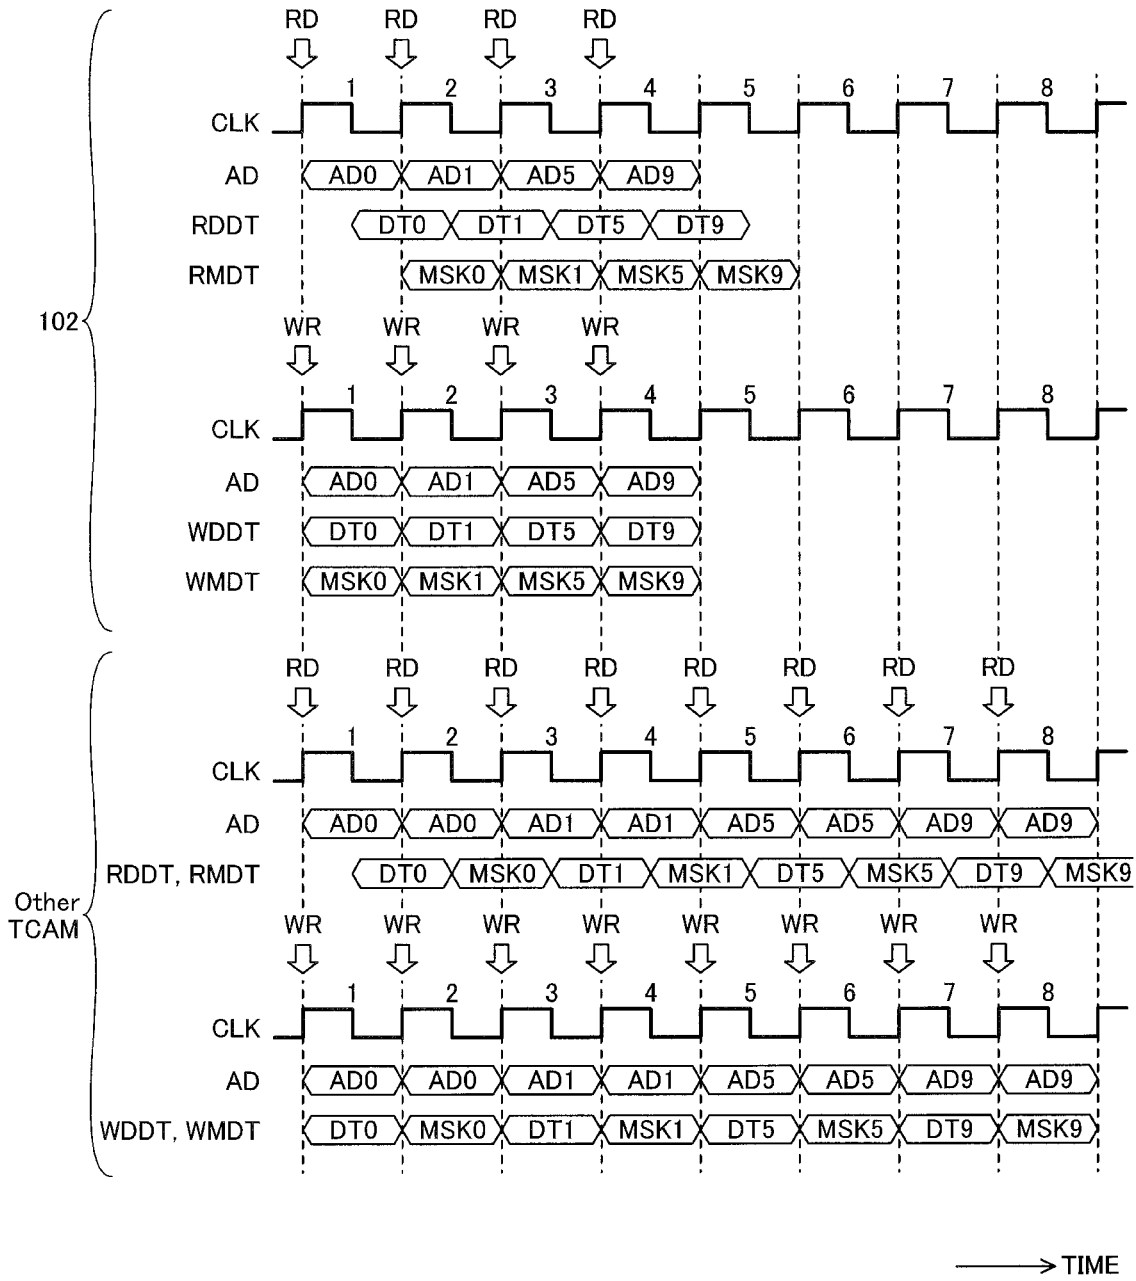 RD RD RD RD
1 2 3 4 5 6 7 8
CLK
AD AD0 AD1 AD5 AD9
RDDT DT0 DT1 DT5 DT9
RMDT MSK0 MSK1 MSK5 MSK9
102
WR WR WR WR
1 2 3 4 5 6 7 8
CLK
AD AD0 AD1 AD5 AD9
WDDT DT0 DT1 DT5 DT9
WMDT MSK0 MSK1 MSK5 MSK9
RD RD RD RD RD RD RD RD
1 2 3 4 5 6 7 8
CLK
AD AD0 AD0 AD1 AD1 AD5 AD5 AD9 AD9
RDDT, RMDT DT0 MSK0 DT1 MSK1 DT5 MSK5 DT9 MSK9
Other
TCAM
WR WR WR WR WR WR WR WR
1 2 3 4 5 6 7 8
CLK
AD AD0 AD0 AD1 AD1 AD5 AD5 AD9 AD9
WDDT, WMDT DT0 MSK0 DT1 MSK1 DT5 MSK5 DT9 MSK9
TIME